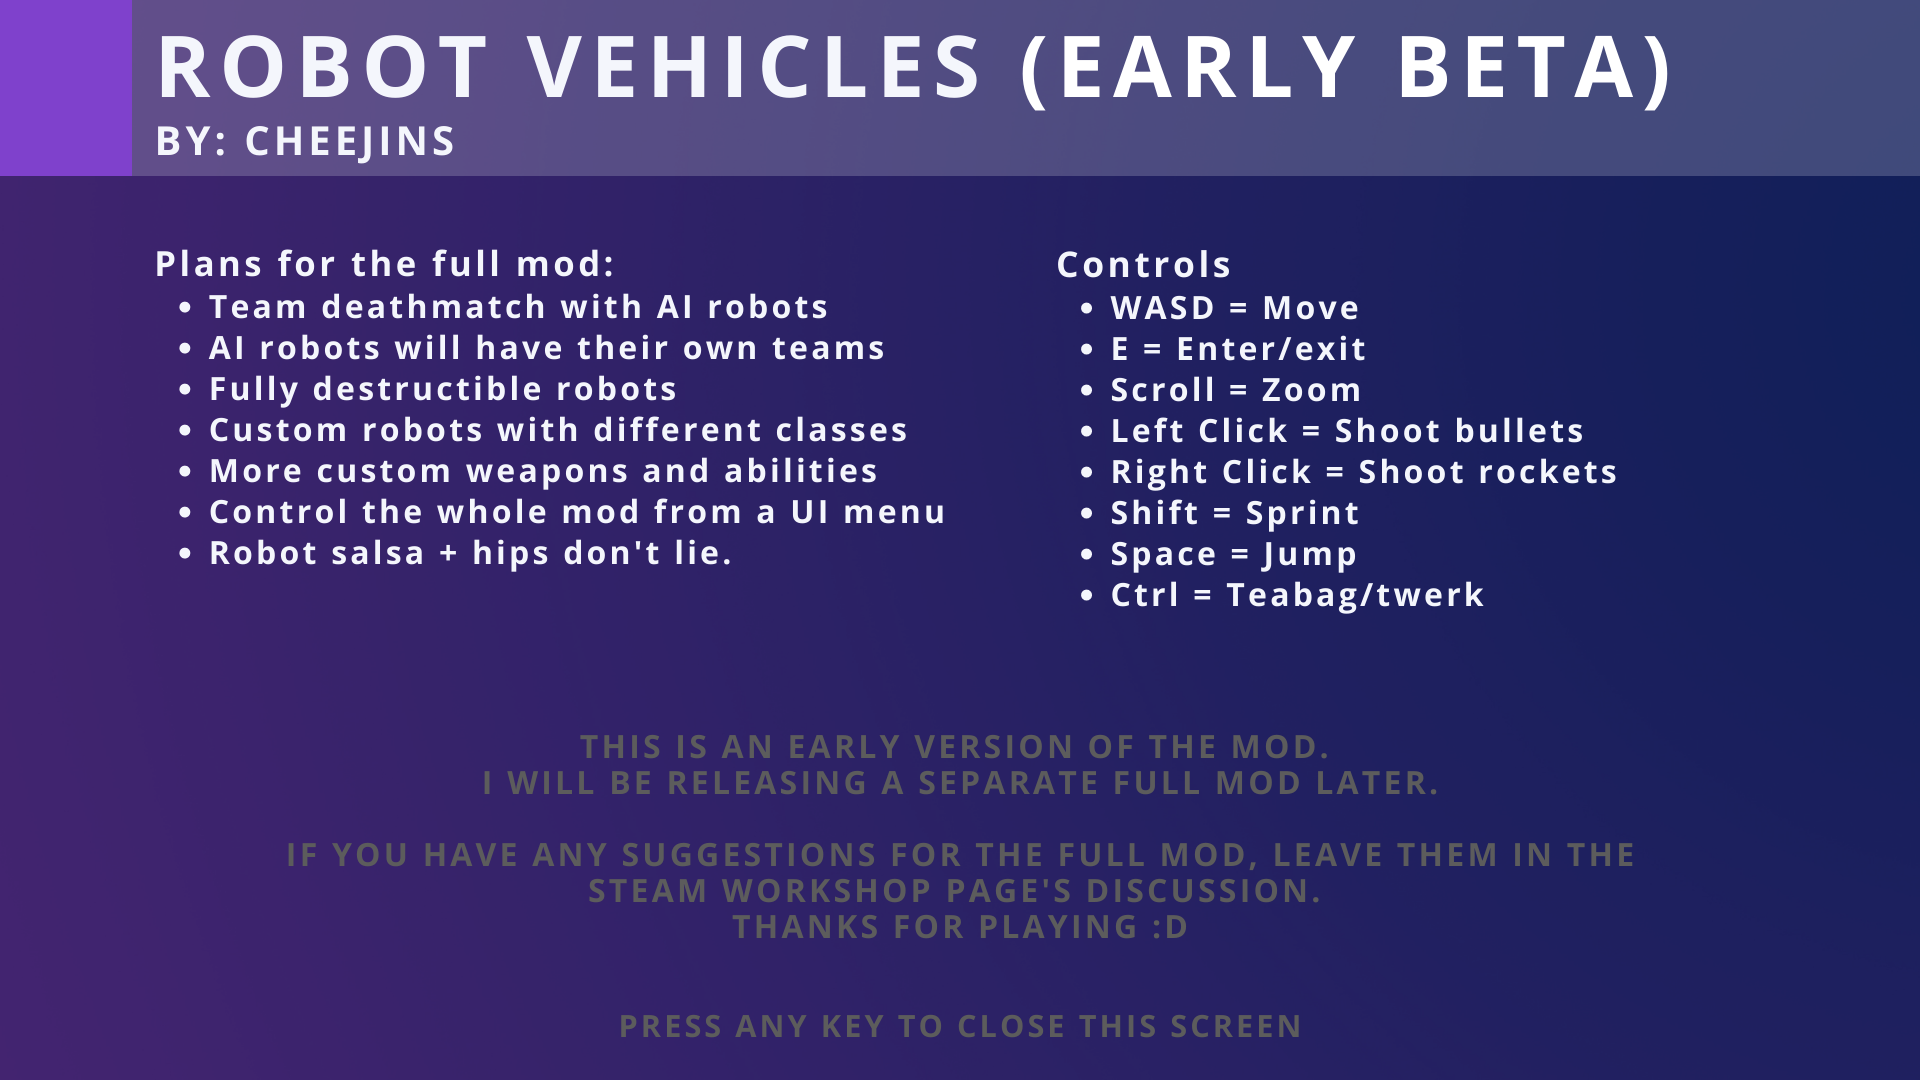 ROBOT VEHICLES (EARLY BETA)
BY: CHEEJINS
Plans for the full mod:
• Team deathmatch with AI robots
• AI robots will have their own teams
• Fully destructible robots
• Custom robots with different classes
• More custom weapons and abilities
• Control the whole mod from a UI menu
• Robot salsa + hips don't lie.
Controls
• WASD = Move
• E = Enter/exit
• Scroll = Zoom
• Left Click = Shoot bullets
• Right Click = Shoot rockets
• Shift = Sprint
• Space = Jump
• Ctrl = Teabag/twerk
THIS IS AN EARLY VERSION OF THE MOD.
I WILL BE RELEASING A SEPARATE FULL MOD LATER.
IF YOU HAVE ANY SUGGESTIONS FOR THE FULL MOD, LEAVE THEM IN THE
STEAM WORKSHOP PAGE'S DISCUSSION.
THANKS FOR PLAYING :D
PRESS ANY KEY TO CLOSE THIS SCREEN